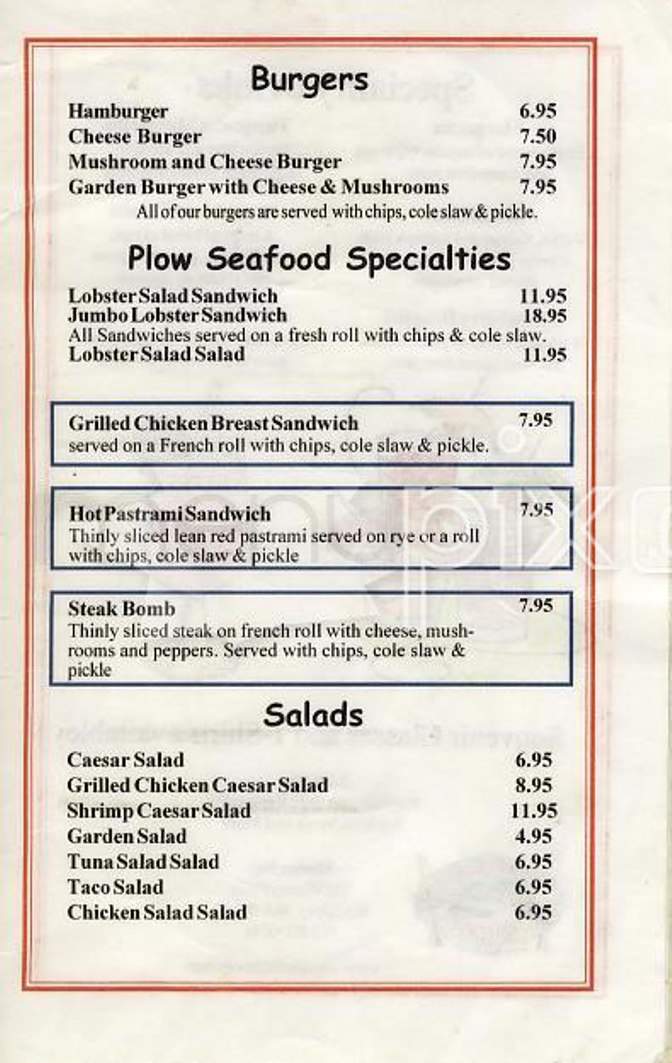 Burgers
Hamburger 6.95
Cheese Burger 7.50
Mushroom and Cheese Burger 7.95
Garden Burger with Cheese & Mushrooms 7.95
All of our burgers are served with chips, cole slaw & pickle.
Plow Seafood Specialties
Lobster Salad Sandwich 11.95
Jumbo Lobster Sandwich 18.95
All Sandwiches served on a fresh roll with chips & cole slaw.
Lobster Salad Salad 11.95
Grilled Chicken Breast Sandwich 7.95
served on a French roll with chips, cole slaw & pickle.
Hot Pastrami Sandwich 7.95
Thinly sliced lean red pastrami served on rye or a roll
with chips, cole slaw & pickle
Steak Bomb 7.95
Thinly sliced steak on french roll with cheese, mush-
rooms and peppers. Served with chips, cole slaw &
pickle
Salads
Caesar Salad 6.95
Grilled Chicken Caesar Salad 8.95
Shrimp Caesar Salad 11.95
Garden Salad 4.95
Tuna Salad Salad 6.95
Taco Salad 6.95
Chicken Salad Salad 6.95